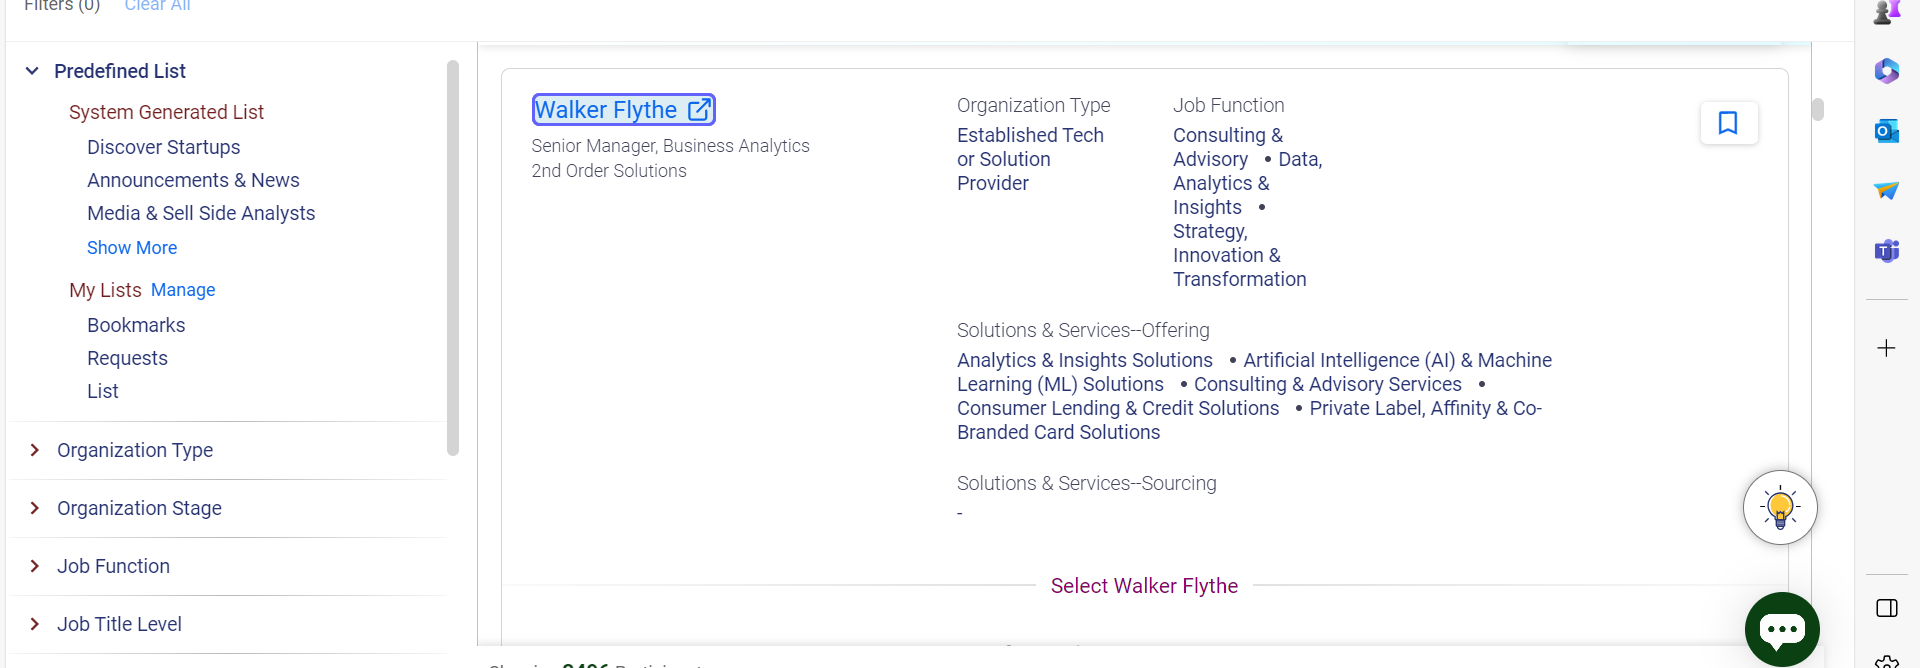 Filters (0) Clear All
Predefined List
System Generated List
Discover Startups
Announcements & News
Media & Sell Side Analysts
Show More
My Lists Manage
Bookmarks
Requests
List
Organization Type
Organization Stage
Job Function
Job Title Level
Walker Flythe
Senior Manager, Business Analytics
2nd Order Solutions
Organization Type
Established Tech
or Solution
Provider
Job Function
Consulting &
Advisory • Data,
Analytics &
Insights •
Strategy,
Innovation &
Transformation
Solutions & Services--Offering
Analytics & Insights Solutions • Artificial Intelligence (AI) & Machine
Learning (ML) Solutions • Consulting & Advisory Services •
Consumer Lending & Credit Solutions • Private Label, Affinity & Co-
Branded Card Solutions
Solutions & Services--Sourcing
-
Select Walker Flythe